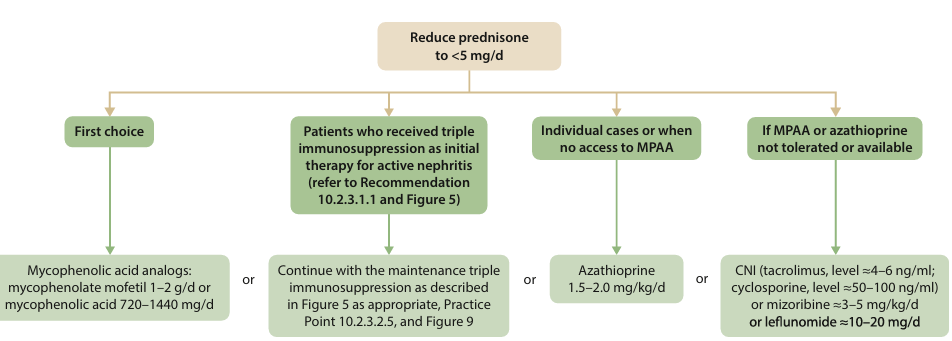 Reduce prednisone
to <5 mg/d
First choice
Patients who received triple
immunosuppression as initial
therapy for active nephritis
(refer to Recommendation
10.2.3.1.1 and Figure 5)
Individual cases or when
no access to MPAA
If MPAA or azathioprine
not tolerated or available
Mycophenolic acid analogs:
mycophenolate mofetil 1–2 g/d or
mycophenolic acid 720–1440 mg/d
or
Continue with the maintenance triple
immunosuppression as described
in Figure 5 as appropriate, Practice
Point 10.2.3.2.5, and Figure 9
or
Azathioprine
1.5–2.0 mg/kg/d
or
CNI (tacrolimus, level ≈4–6 ng/ml;
cyclosporine, level ≈50–100 ng/ml)
or mizoribine ≈3–5 mg/kg/d
or leflunomide ≈10–20 mg/d